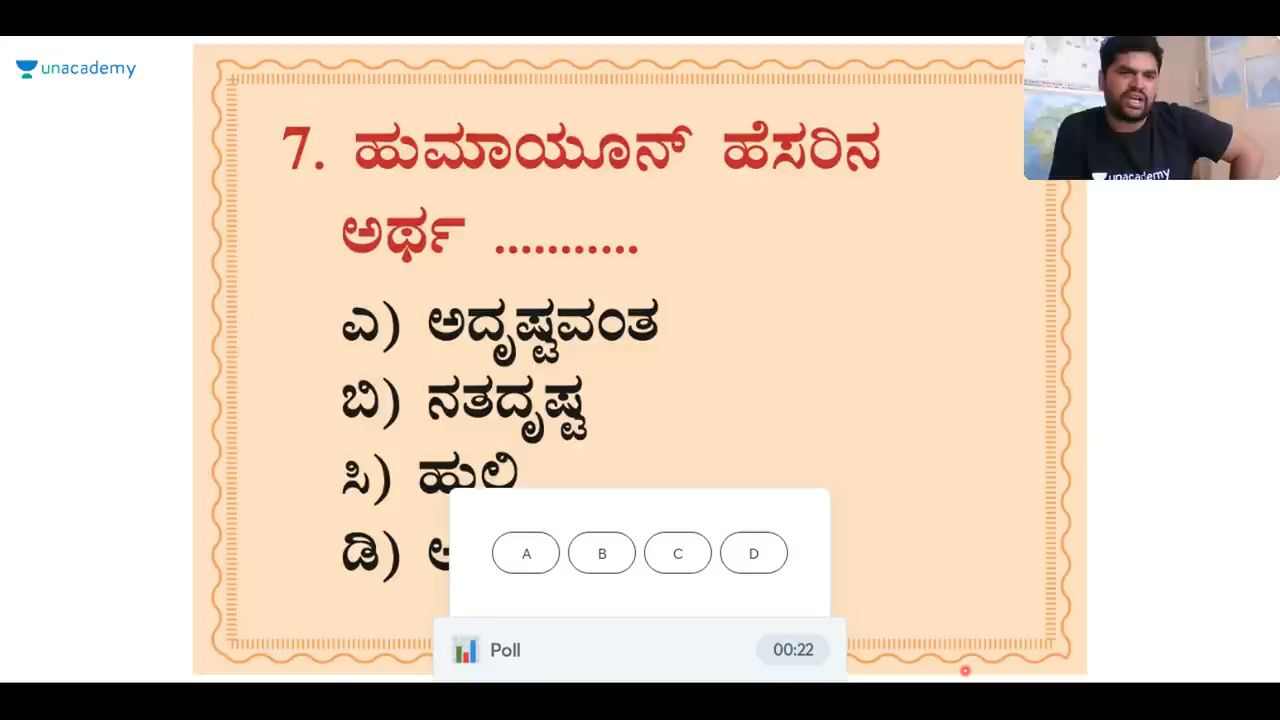 unacademy
7. ಹುಮಾಯೂನ್ ಹೆಸರಿನ
ಅರ್ಥ ...........
ಎ) ಅದೃಷ್ಟವಂತ
ಬಿ) ನತದೃಷ್ಟ
ಸಿ) ಹುಲಿ
ಡಿ)
A B C D
Poll 00:22
unacademy